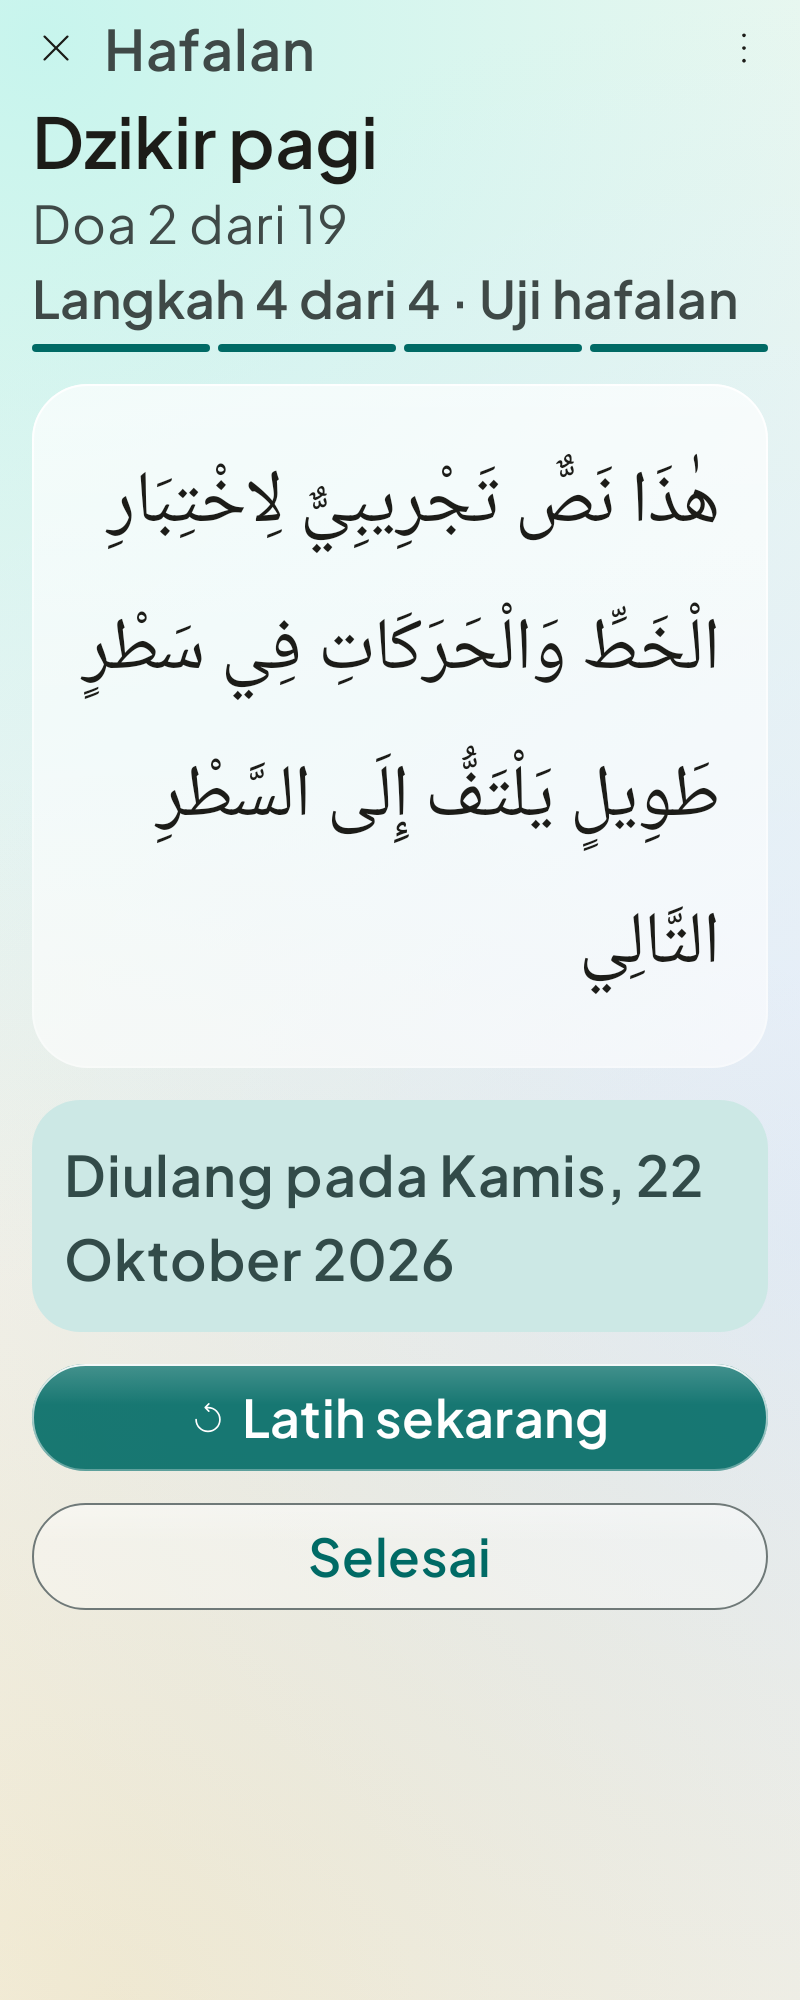 Hafalan
Dzikir pagi
Doa 2 dari 19
Langkah 4 dari 4 · Uji hafalan
هٰذَا نَصٌّ تَجْرِيبِيٌّ لِاخْتِبَارِ
الْخَطِّ وَالْحَرَكَاتِ فِي سَطْرٍ
طَوِيلٍ يَلْتَفُّ إِلَى السَّطْرِ
التَّالِي
Diulang pada Kamis, 22
Oktober 2026
Latih sekarang
Selesai